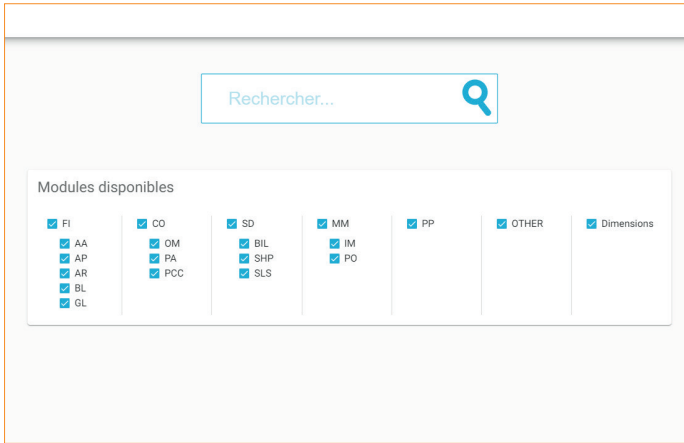 Rechercher...
Modules disponibles
FI
AA
AP
AR
BL
GL
CO
OM
PA
PCC
SD
BIL
SHP
SLS
MM
IM
PO
PP
OTHER
Dimensions